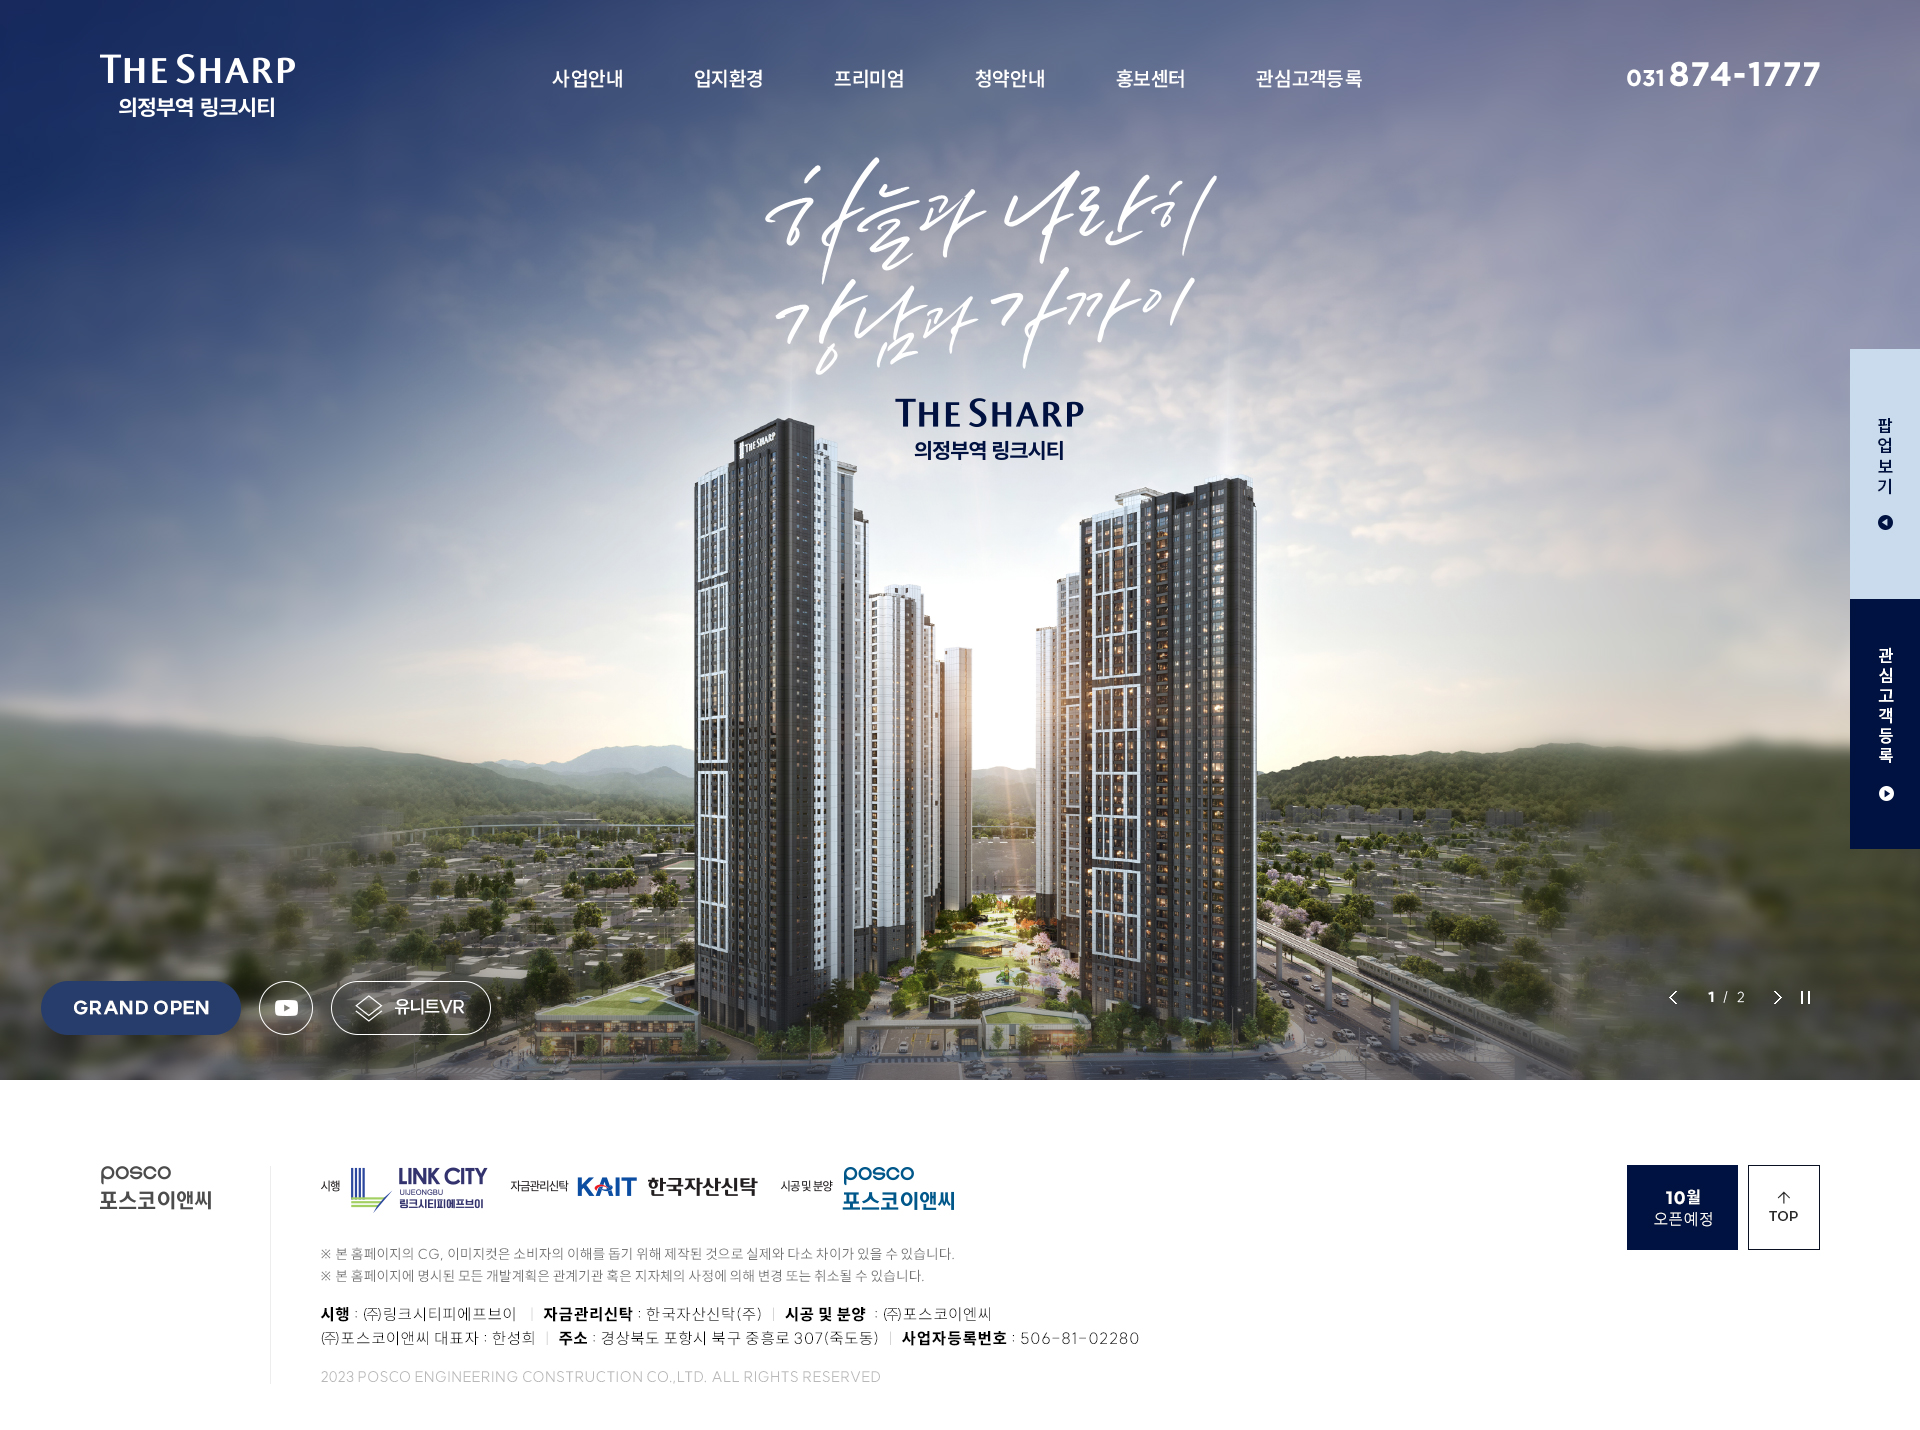 THE SHARP
의정부역 링크시티
사업안내 입지환경 프리미엄 청약안내 홍보센터 관심고객등록
031 874-1777
하늘과 나란히
강남과 가까이
THE SHARP
의정부역 링크시티
THE SHARP
팝업보기
관심고객등록
GRAND OPEN
유니트VR
1 / 2
posco
포스코이앤씨
시행
LINK CITY
UIJEONGBU
링크시티피에프브이
자금관리신탁
KAIT 한국자산신탁
시공 및 분양
posco
포스코이앤씨
10월
오픈예정
TOP
※ 본 홈페이지의 CG, 이미지컷은 소비자의 이해를 돕기 위해 제작된 것으로 실제와 다소 차이가 있을 수 있습니다.
※ 본 홈페이지에 명시된 모든 개발계획은 관계기관 혹은 지자체의 사정에 의해 변경 또는 취소될 수 있습니다.
시행 : ㈜링크시티피에프브이 | 자금관리신탁 : 한국자산신탁(주) | 시공 및 분양 : ㈜포스코이엔씨
㈜포스코이앤씨 대표자 : 한성희 | 주소 : 경상북도 포항시 북구 중흥로 307(죽도동) | 사업자등록번호 : 506-81-02280
2023 POSCO ENGINEERING CONSTRUCTION CO.,LTD. ALL RIGHTS RESERVED